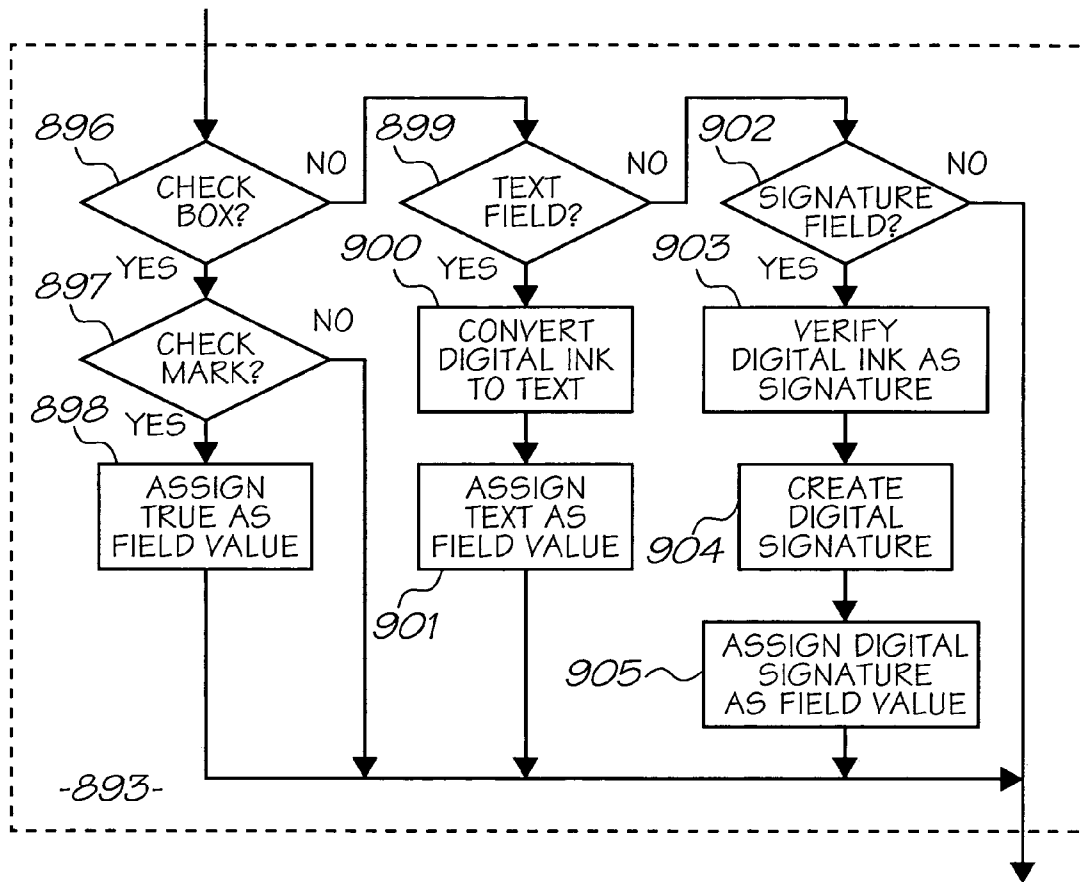 896
CHECK
BOX?
NO
YES
897
CHECK
MARK?
NO
YES
898
ASSIGN
TRUE AS
FIELD VALUE
899
TEXT
FIELD?
NO
YES
900
CONVERT
DIGITAL INK
TO TEXT
ASSIGN
TEXT AS
FIELD VALUE
901
902
SIGNATURE
FIELD?
NO
YES
903
VERIFY
DIGITAL INK AS
SIGNATURE
CREATE
DIGITAL
SIGNATURE
904
ASSIGN DIGITAL
SIGNATURE
AS FIELD VALUE
905
-893-